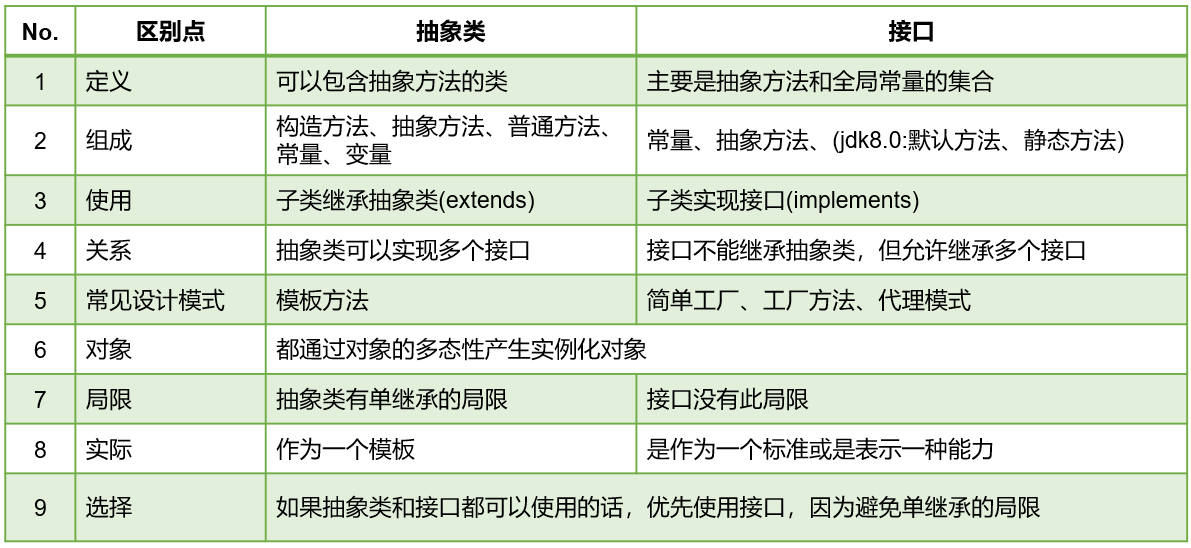 No. 区别点 抽象类 接口
1 定义 可以包含抽象方法的类 主要是抽象方法和全局常量的集合
2 组成 构造方法、抽象方法、普通方法、
常量、变量 常量、抽象方法、(jdk8.0:默认方法、静态方法)
3 使用 子类继承抽象类(extends) 子类实现接口(implements)
4 关系 抽象类可以实现多个接口 接口不能继承抽象类，但允许继承多个接口
5 常见设计模式 模板方法 简单工厂、工厂方法、代理模式
6 对象 都通过对象的多态性产生实例化对象
7 局限 抽象类有单继承的局限 接口没有此局限
8 实际 作为一个模板 是作为一个标准或是表示一种能力
9 选择 如果抽象类和接口都可以使用的话，优先使用接口，因为避免单继承的局限